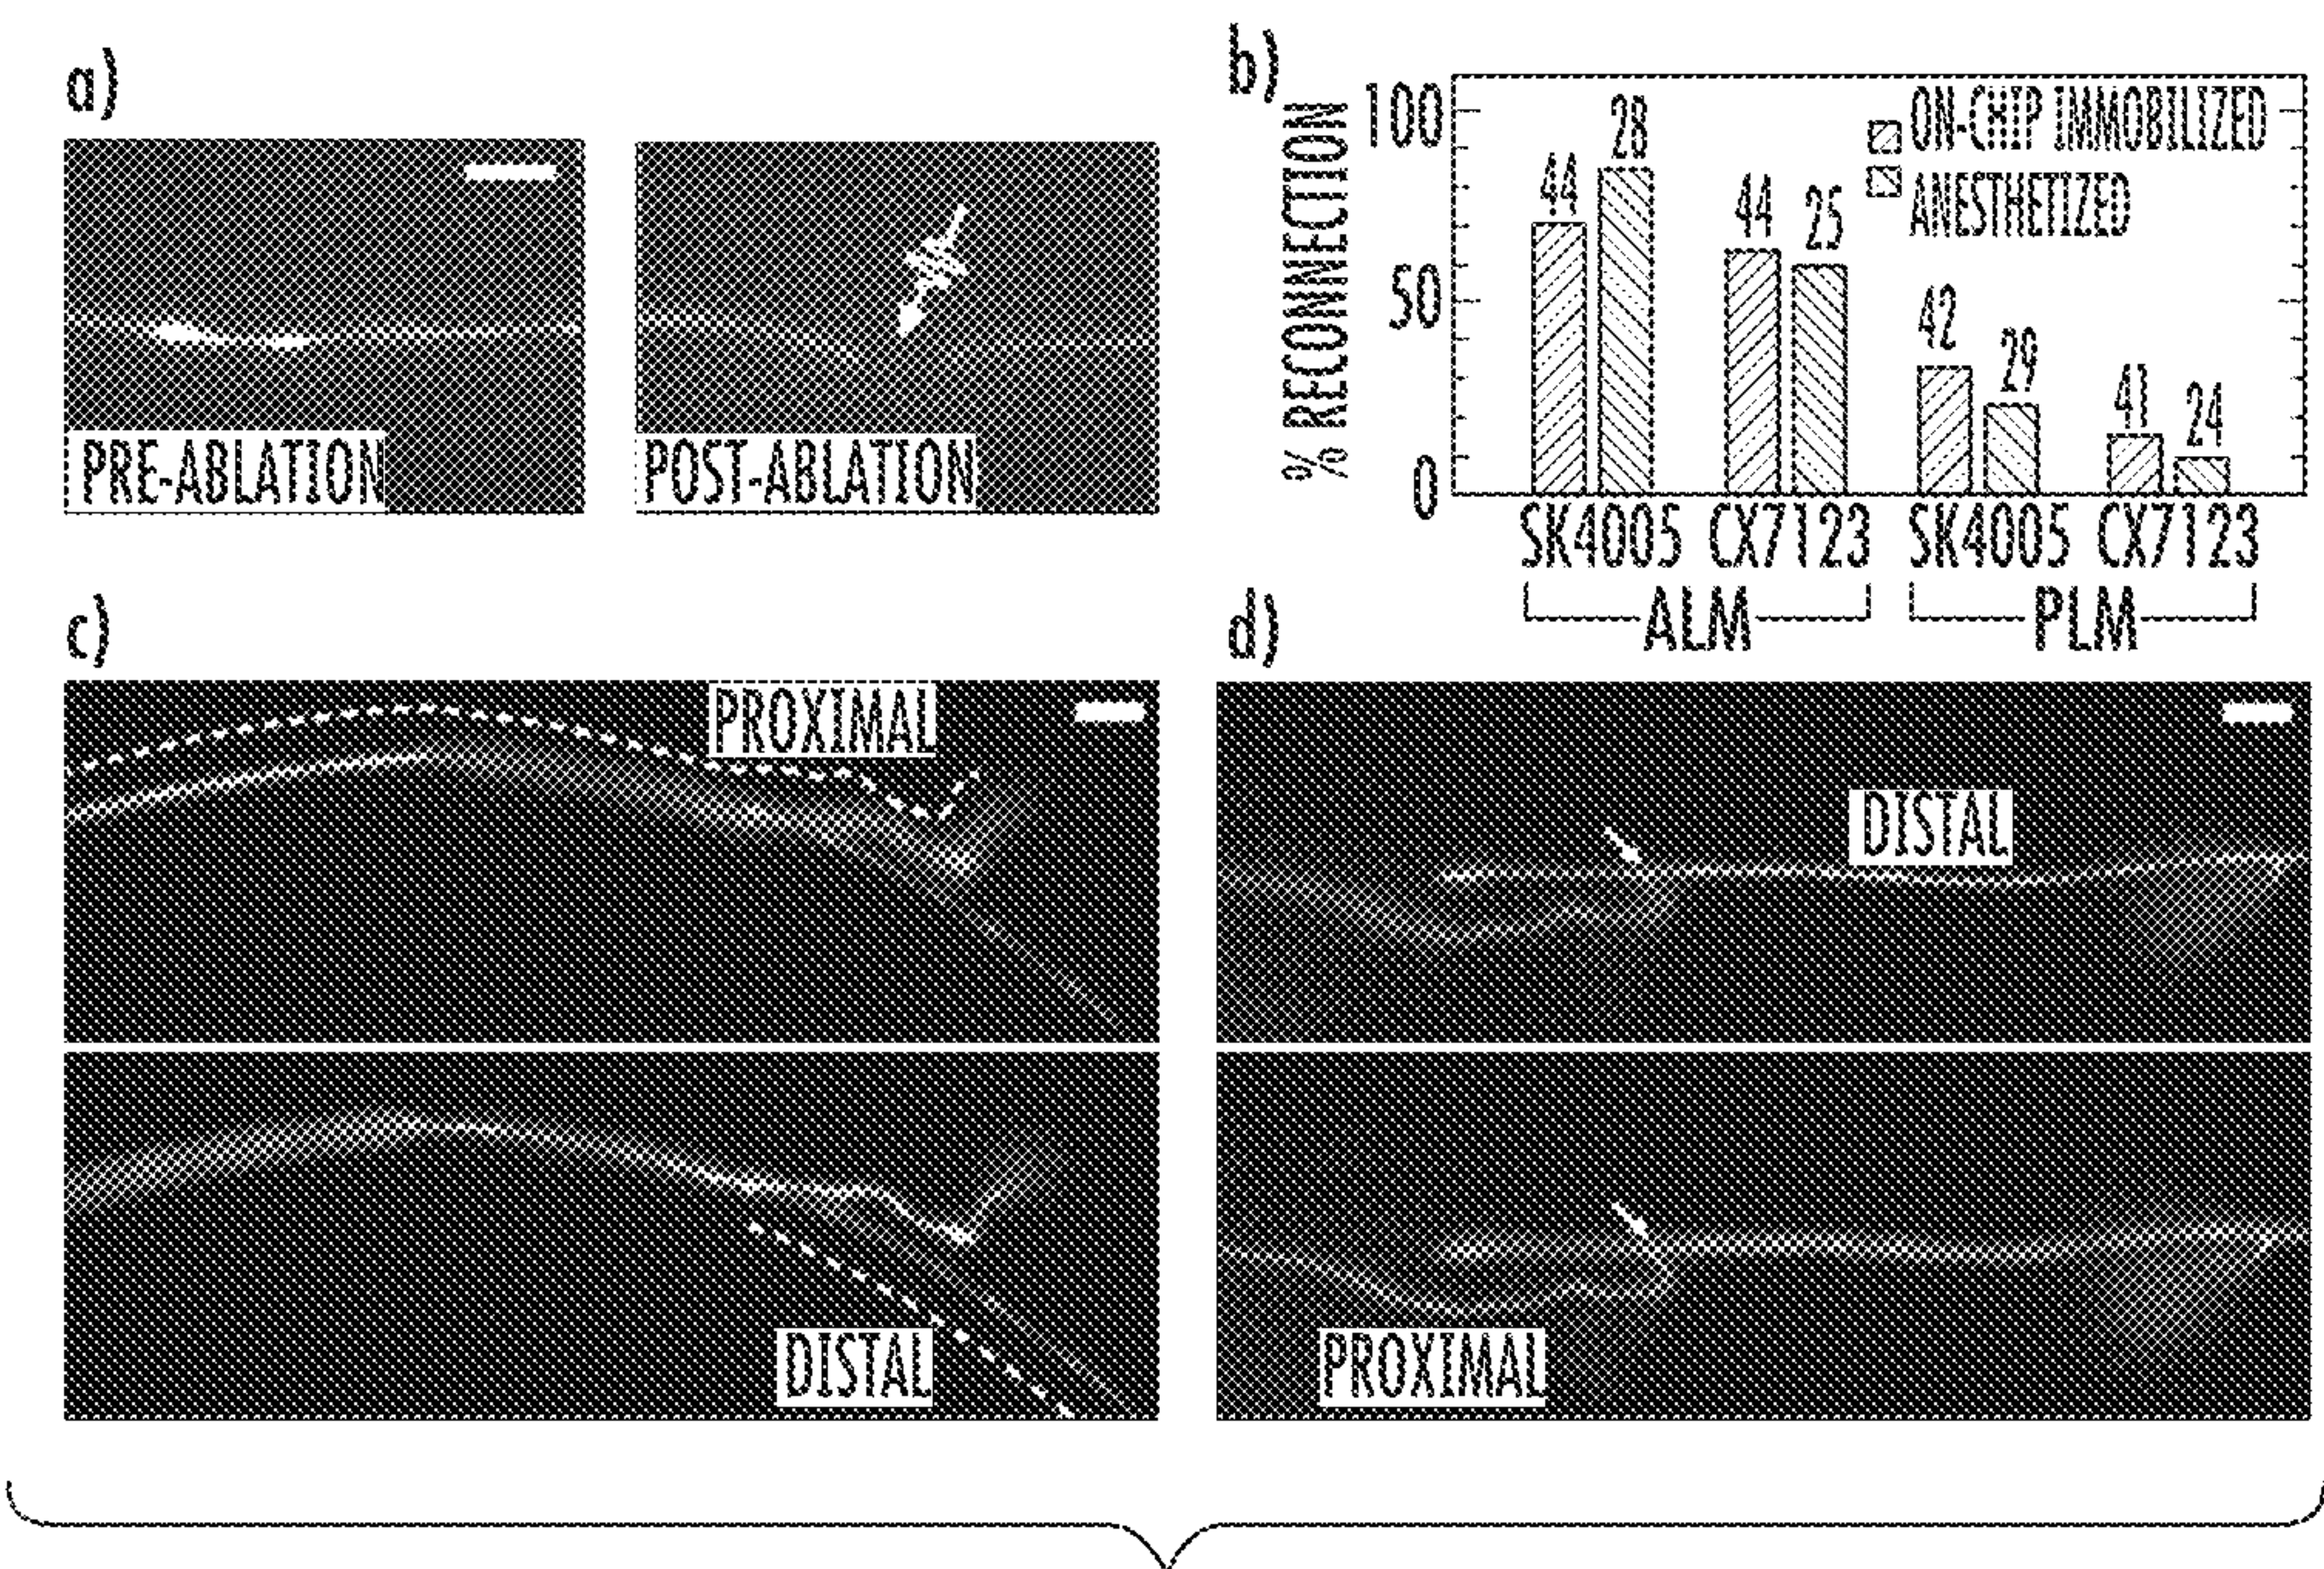 a)
PRE-ABLATION
POST-ABLATION
b)
% RECONNECTION
100
50
0
44
28
44
25
42
29
41
24
ON-CHIP IMMOBILIZED
ANESTHETIZED
SK4005 CX7123 SK4005 CX7123
ALM PLM
c)
PROXIMAL
DISTAL
d)
DISTAL
PROXIMAL